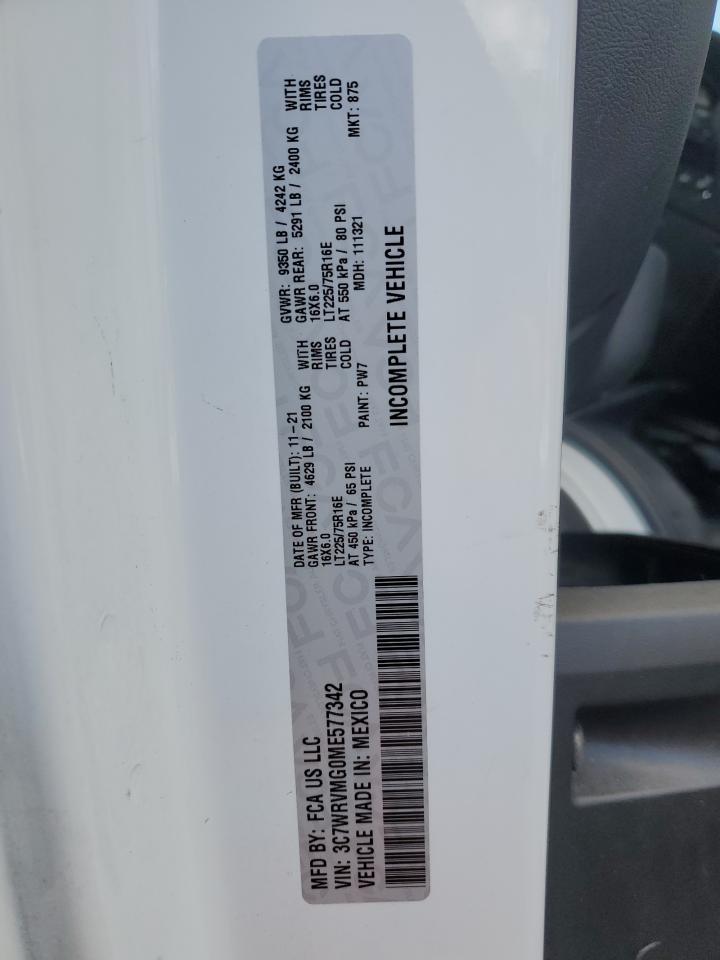 MFD BY: FCA US LLC
VIN: 3C7WRVMG0ME577342
VEHICLE MADE IN: MEXICO
DATE OF MFR (BUILT): 11-21
GAWR FRONT: 4629 LB / 2100 KG WITH
16X6.0 RIMS
LT225/75R16E TIRES
AT 450 kPa / 65 PSI COLD
TYPE: INCOMPLETE PAINT: PW7
GVWR: 9350 LB / 4242 KG
GAWR REAR: 5291 LB / 2400 KG WITH
16X6.0 RIMS
LT225/75R16E TIRES
AT 550 kPa / 80 PSI COLD
MDH: 111321 MKT: 875
INCOMPLETE VEHICLE